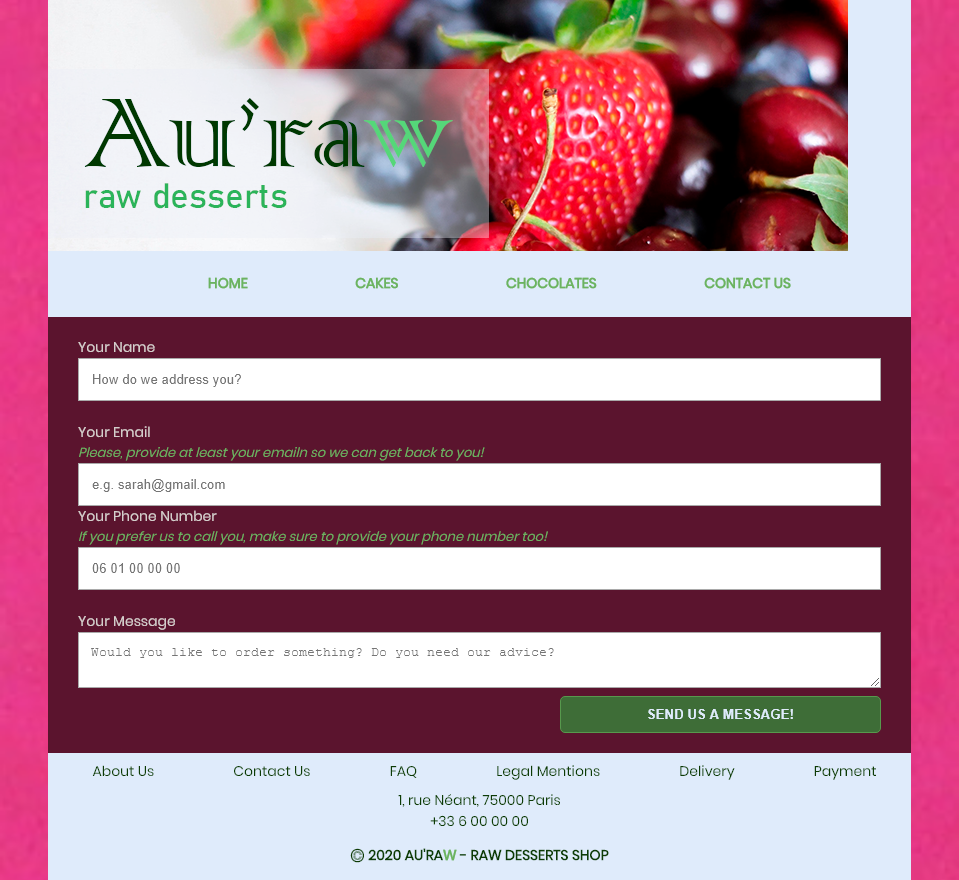 Au'raw
raw desserts
HOME CAKES CHOCOLATES CONTACT US
Your Name
How do we address you?
Your Email
Please, provide at least your emailn so we can get back to you!
e.g. sarah@gmail.com
Your Phone Number
If you prefer us to call you, make sure to provide your phone number too!
06 01 00 00 00
Your Message
Would you like to order something? Do you need our advice?
SEND US A MESSAGE!
About Us Contact Us FAQ Legal Mentions Delivery Payment
1, rue Néant, 75000 Paris
+33 6 00 00 00
© 2020 AU'RAW - RAW DESSERTS SHOP